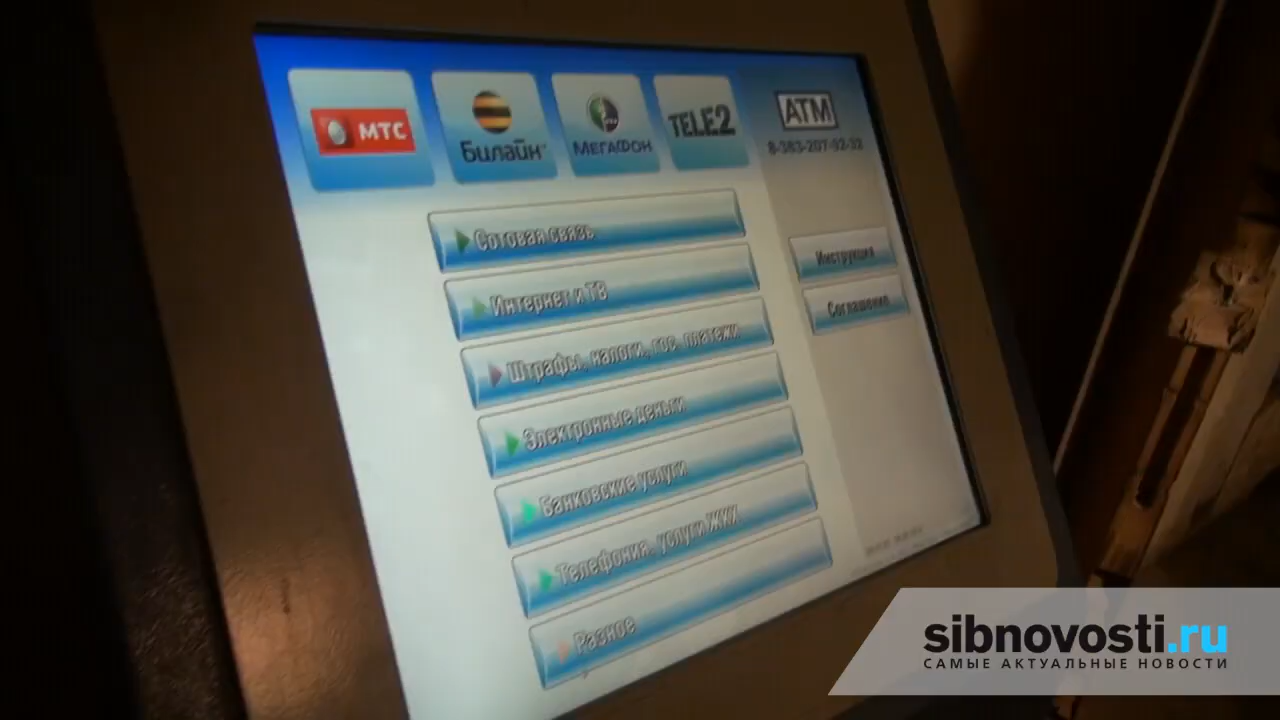 МТС
Билайн
МЕГАФОН
TELE2
ATM
8-383-207-92-32
Сотовая связь
Интернет и ТВ
Штрафы, налоги, гос. платежи
Электронные деньги
Банковские услуги
Телефония, услуги ЖКХ
Разное
Инструкция
Соглашение
sibnovosti.ru
САМЫЕ АКТУАЛЬНЫЕ НОВОСТИ